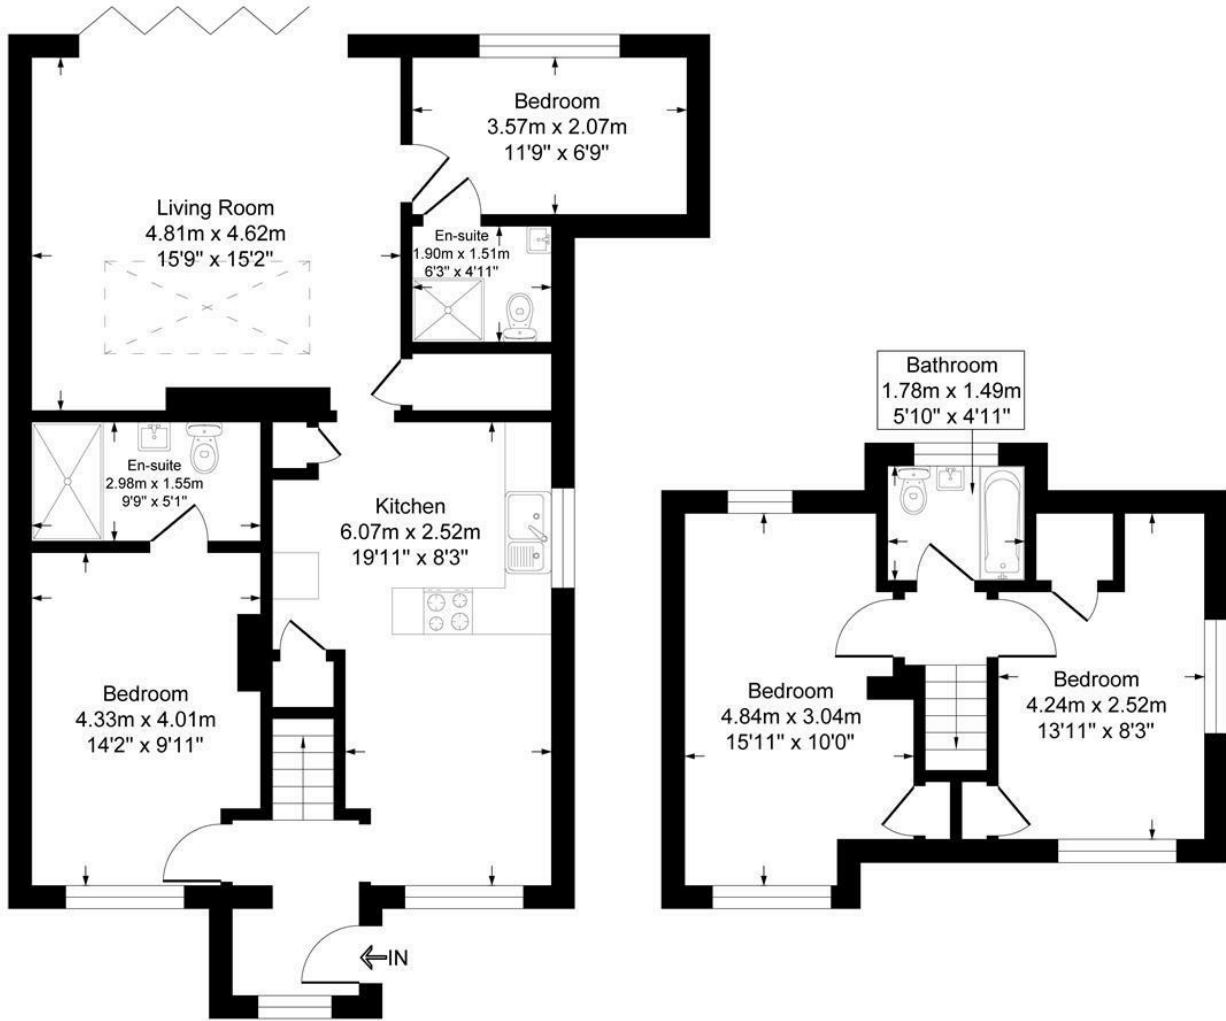 Bedroom
3.57m x 2.07m
11'9" x 6'9"
Living Room
4.81m x 4.62m
15'9" x 15'2"
En-suite
1.90m x 1.51m
6'3" x 4'11"
En-suite
2.98m x 1.55m
9'9" x 5'1"
Kitchen
6.07m x 2.52m
19'11" x 8'3"
Bedroom
4.33m x 4.01m
14'2" x 9'11"
IN
Bathroom
1.78m x 1.49m
5'10" x 4'11"
Bedroom
4.84m x 3.04m
15'11" x 10'0"
Bedroom
4.24m x 2.52m
13'11" x 8'3"